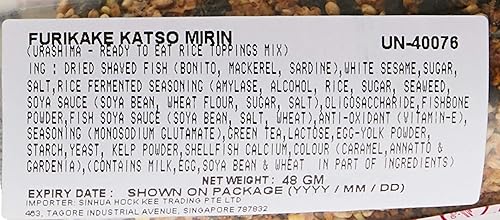 FURIKAKE KATSO MIRIN
(URASHIMA - READY TO EAT RICE TOPPINGS MIX)
UN-40076
ING : DRIED SHAVED FISH (BONITO, MACKEREL, SARDINE),WHITE SESAME,SUGAR,
SALT,RICE FERMENTED SEASONING (AMYLASE, ALCOHOL, RICE, SUGAR, SEAWEED,
SOYA SAUCE (SOYA BEAN, WHEAT FLOUR, SUGAR, SALT),OLIGOSACCHARIDE,FISHBONE
POWDER,FISH SOYA SAUCE (SOYA BEAN, SALT, WHEAT),ANTI-OXIDANT (VITAMIN-E),
SEASONING (MONOSODIUM GLUTAMATE),GREEN TEA,LACTOSE,EGG-YOLK POWDER,
STARCH,YEAST, KELP POWDER,SHELLFISH CALCIUM,COLOUR (CARAMEL,ANNATTO &
GARDENIA),(CONTAINS MILK,EGG,SOYA BEAN & WHEAT IN PART OF INGREDIENTS)
NET WEIGHT: 48 GM
EXPIRY DATE : SHOWN ON PACKAGE (YYYY / MM / DD)
IMPORTER: SINHUA HOCK KEE TRADING PTE LTD
463, TAGORE INDUSTRIAL AVENUE, SINGAPORE 787832